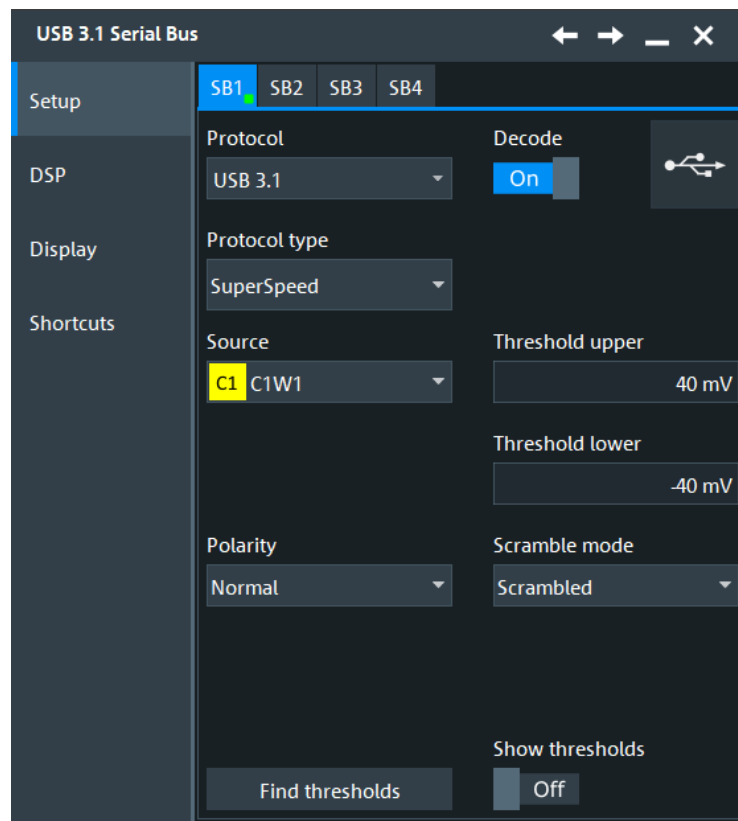 USB 3.1 Serial Bus
Setup
DSP
Display
Shortcuts
SB1 SB2 SB3 SB4
Protocol
USB 3.1
Decode
On
Protocol type
SuperSpeed
Source
C1 C1W1
Threshold upper
40 mV
Threshold lower
-40 mV
Polarity
Normal
Scramble mode
Scrambled
Find thresholds
Show thresholds
Off